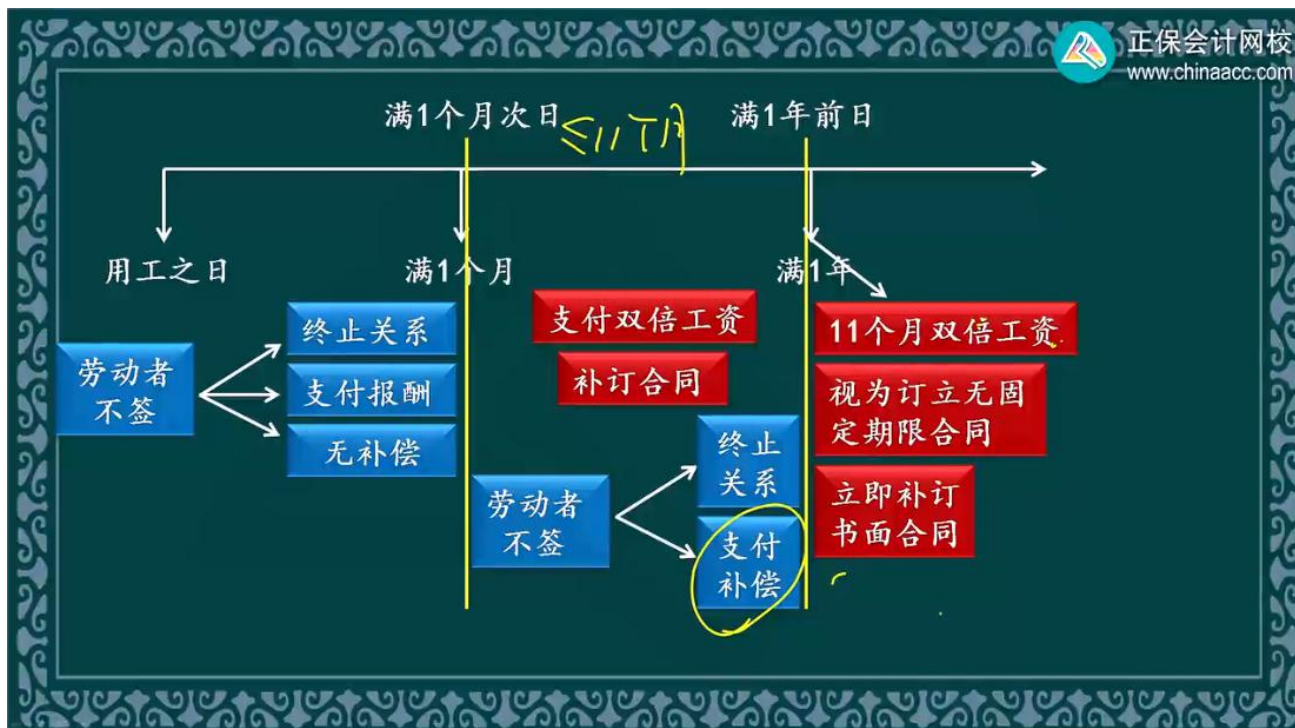 正保会计网校
www.chinaacc.com
满1个月次日
≤11个月
满1年前日
用工之日
满1个月
满1年
劳动者
不签
终止关系
支付报酬
无补偿
支付双倍工资
补订合同
劳动者
不签
终止
关系
支付
补偿
11个月双倍工资
视为订立无固
定期限合同
立即补订
书面合同